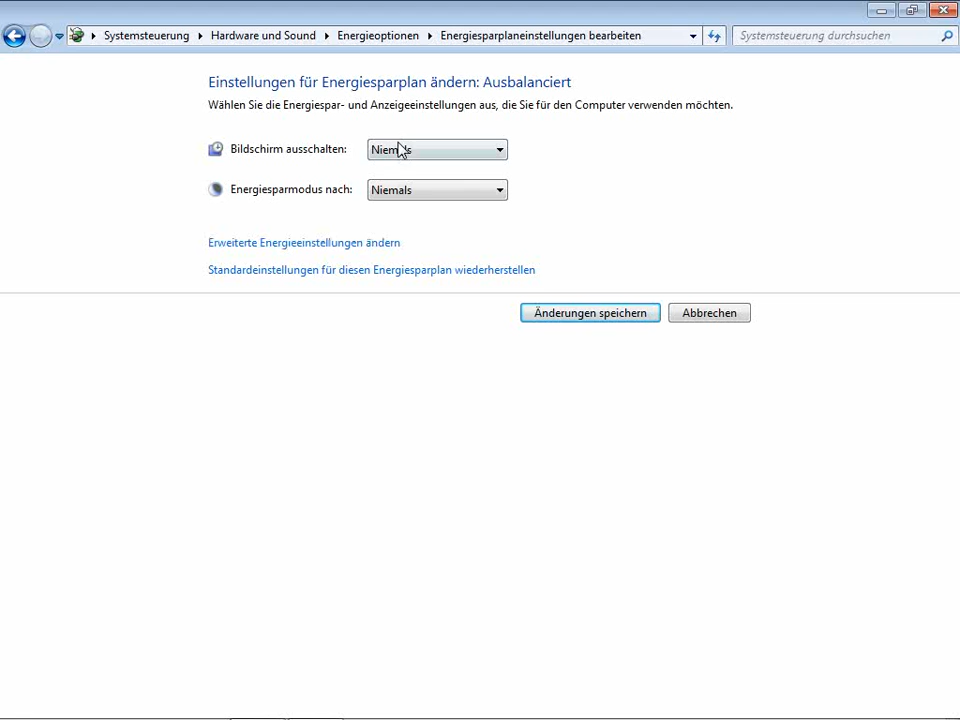 Systemsteuerung Hardware und Sound Energieoptionen Energiesparplaneinstellungen bearbeiten Systemsteuerung durchsuchen
Einstellungen für Energiesparplan ändern: Ausbalanciert
Wählen Sie die Energiespar- und Anzeigeeinstellungen aus, die Sie für den Computer verwenden möchten.
Bildschirm ausschalten: Niemals
Energiesparmodus nach: Niemals
Erweiterte Energieeinstellungen ändern
Standardeinstellungen für diesen Energiesparplan wiederherstellen
Änderungen speichern Abbrechen